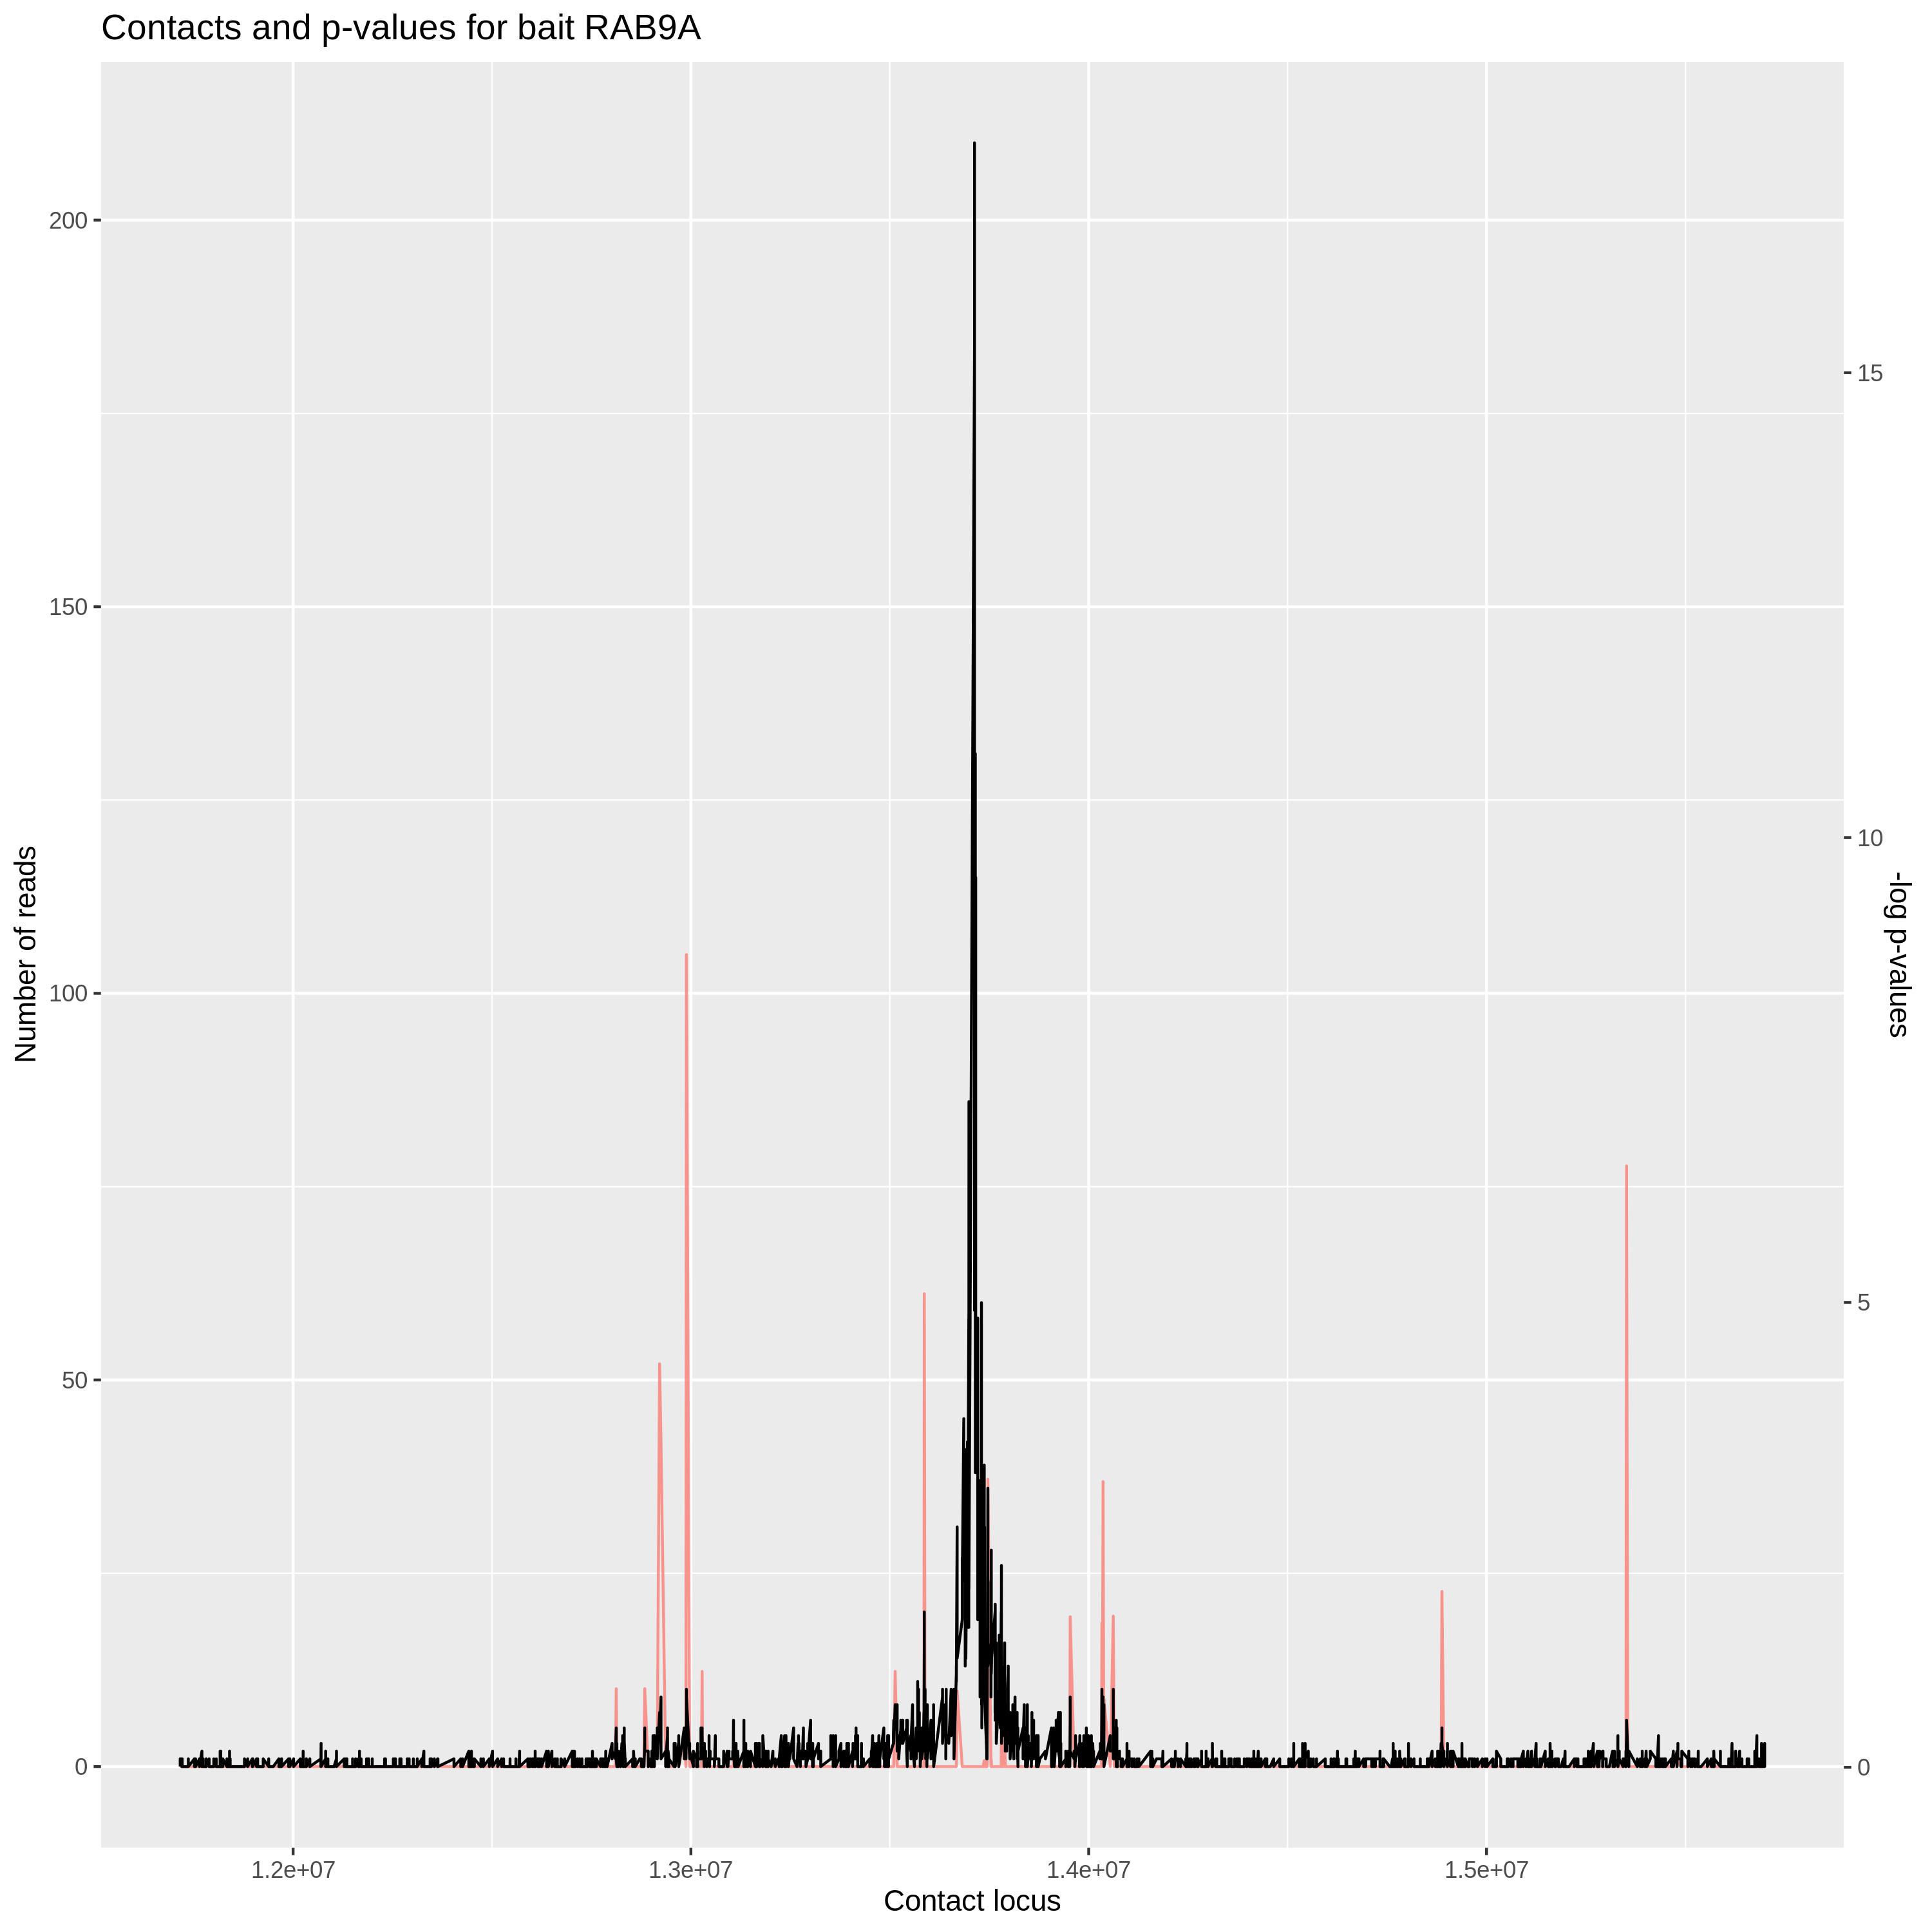 Contacts and p-values for bait RAB9A
200
150
100
50
0
Number of reads
15
10
5
0
-log p-values
1.2e+07
1.3e+07
1.4e+07
1.5e+07
Contact locus